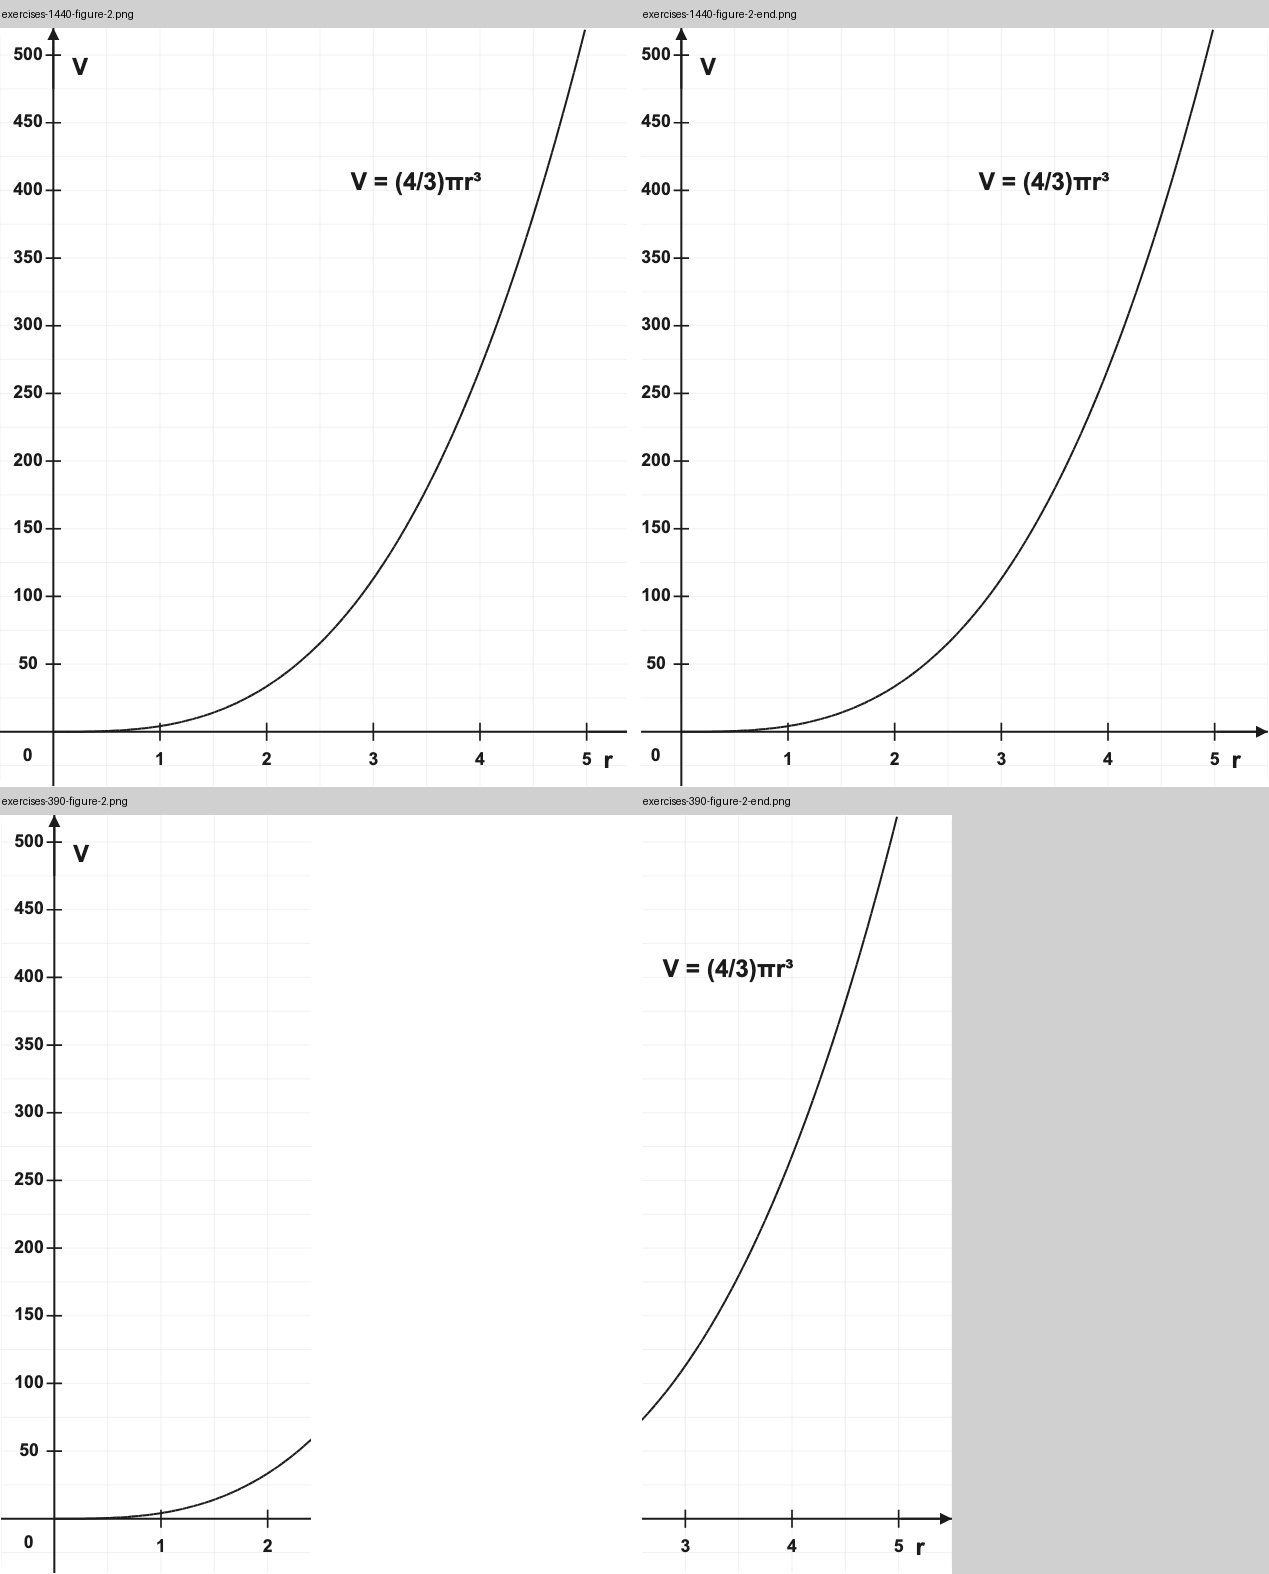 exercises-1440-figure-2.png
500
V
450
V = (4/3)πr³
400
350
300
250
200
150
100
50
0
1 2 3 4 5 r
exercises-1440-figure-2-end.png
500
V
450
V = (4/3)πr³
400
350
300
250
200
150
100
50
0
1 2 3 4 5 r
exercises-390-figure-2.png
500
V
450
400
350
300
250
200
150
100
50
0
1 2
exercises-390-figure-2-end.png
V = (4/3)πr³
3 4 5 r